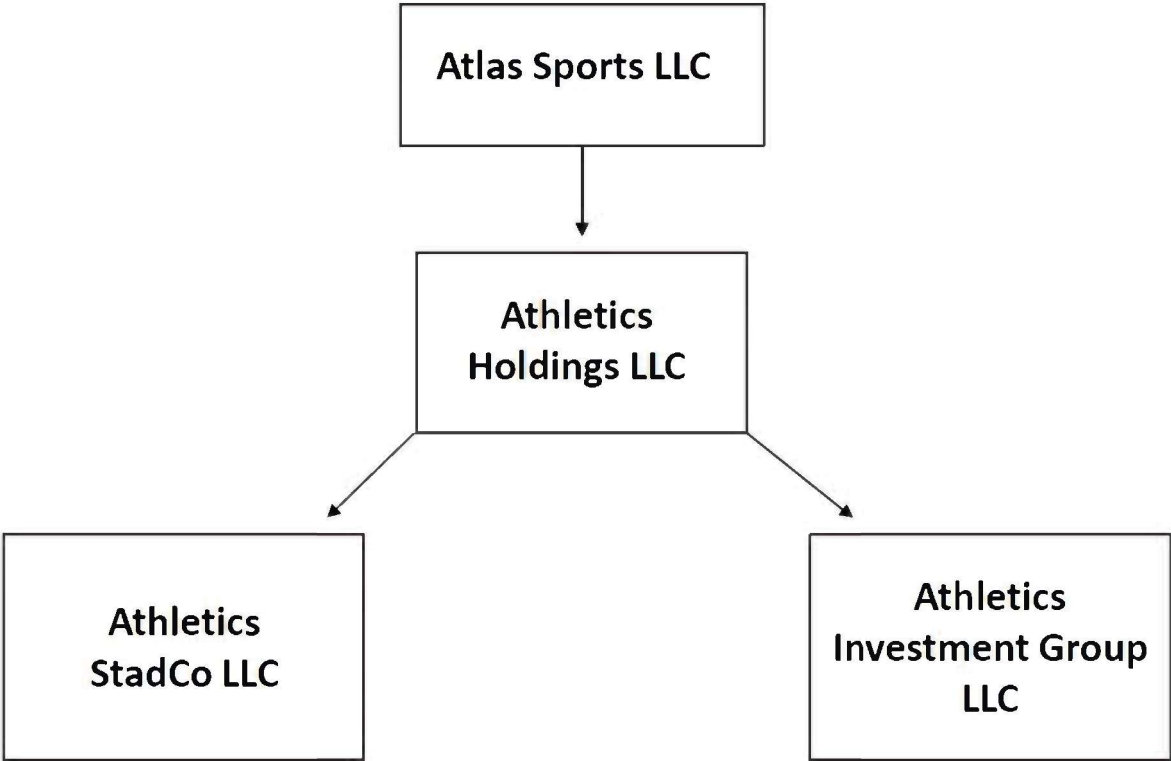 Atlas Sports LLC
Athletics
Holdings LLC
Athletics
StadCo LLC
Athletics
Investment Group
LLC